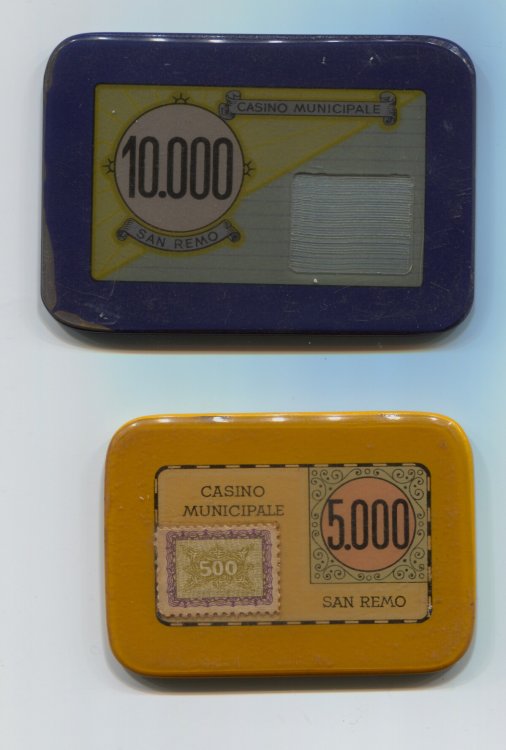 CASINO MUNICIPALE
10.000
SAN REMO
CASINO
MUNICIPALE
5.000
500
SAN REMO